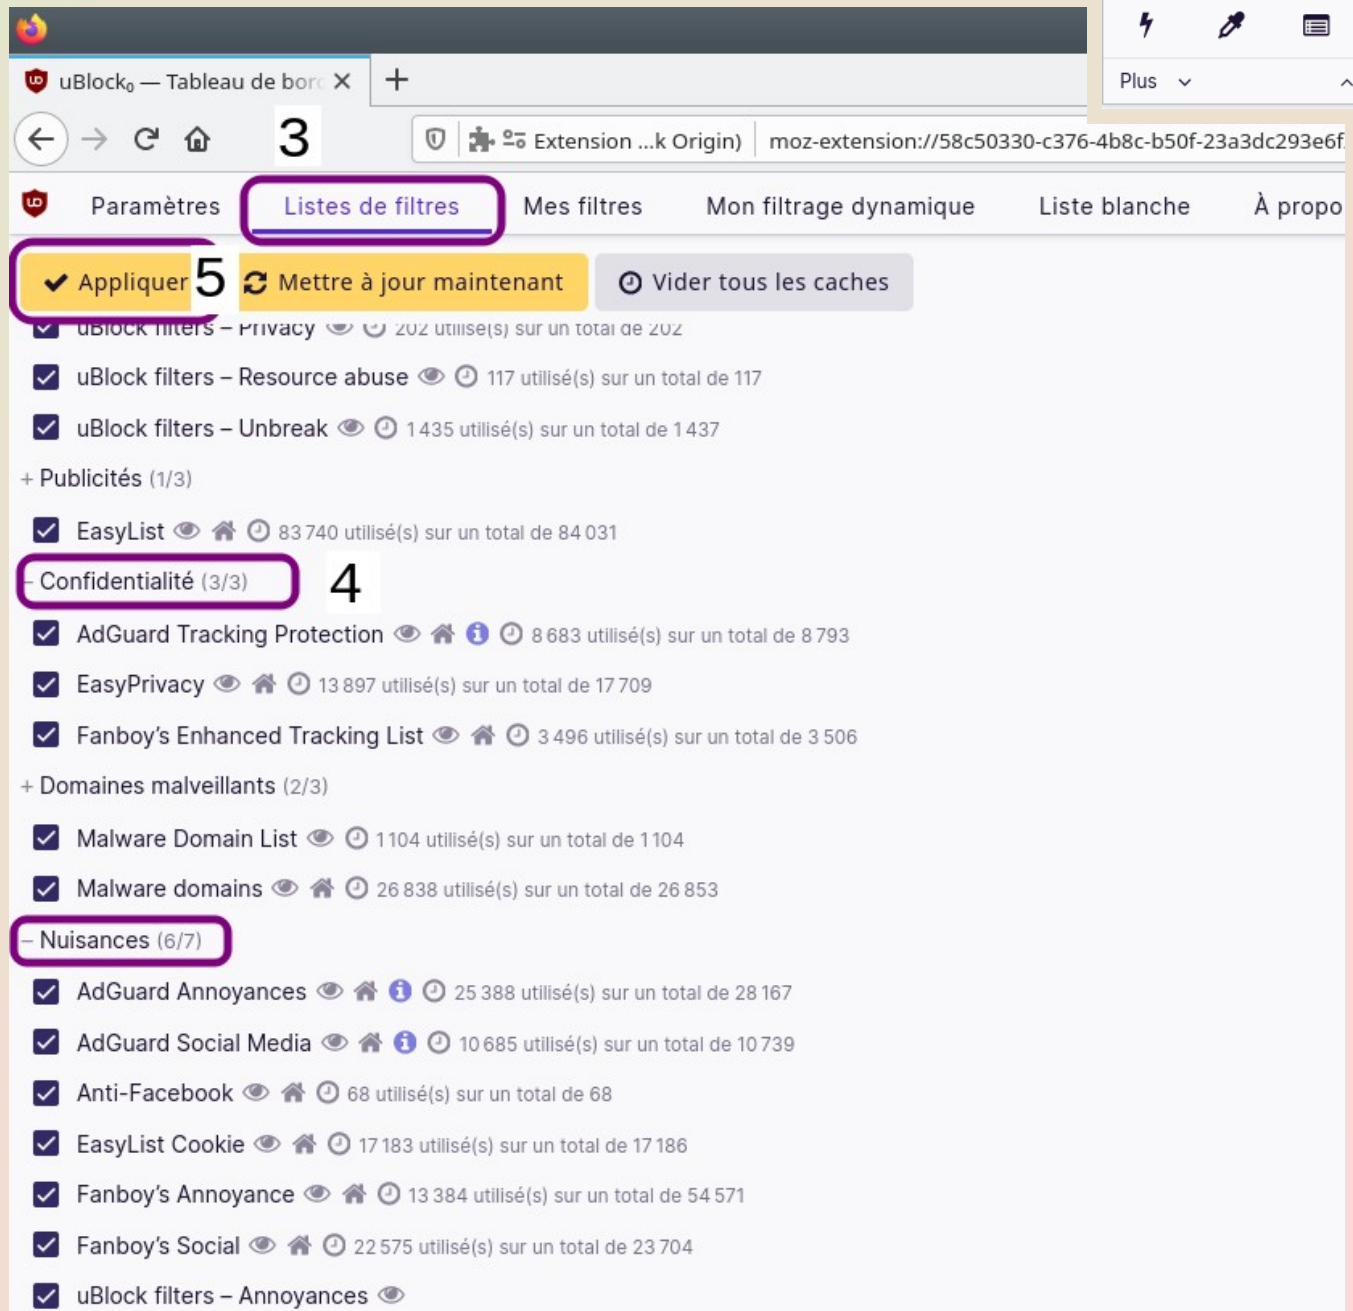 Plus
uBlock₀ — Tableau de bor
3
Extension ...k Origin) moz-extension://58c50330-c376-4b8c-b50f-23a3dc293e6f
Paramètres Listes de filtres Mes filtres Mon filtrage dynamique Liste blanche À propo
Appliquer 5 Mettre à jour maintenant Vider tous les caches
uBlock filters – Privacy 202 utilisé(s) sur un total de 202
uBlock filters – Resource abuse 117 utilisé(s) sur un total de 117
uBlock filters – Unbreak 1 435 utilisé(s) sur un total de 1 437
+ Publicités (1/3)
EasyList 83 740 utilisé(s) sur un total de 84 031
– Confidentialité (3/3) 4
AdGuard Tracking Protection 8 683 utilisé(s) sur un total de 8 793
EasyPrivacy 13 897 utilisé(s) sur un total de 17 709
Fanboy’s Enhanced Tracking List 3 496 utilisé(s) sur un total de 3 506
+ Domaines malveillants (2/3)
Malware Domain List 1 104 utilisé(s) sur un total de 1 104
Malware domains 26 838 utilisé(s) sur un total de 26 853
– Nuisances (6/7)
AdGuard Annoyances 25 388 utilisé(s) sur un total de 28 167
AdGuard Social Media 10 685 utilisé(s) sur un total de 10 739
Anti-Facebook 68 utilisé(s) sur un total de 68
EasyList Cookie 17 183 utilisé(s) sur un total de 17 186
Fanboy’s Annoyance 13 384 utilisé(s) sur un total de 54 571
Fanboy’s Social 22 575 utilisé(s) sur un total de 23 704
uBlock filters – Annoyances